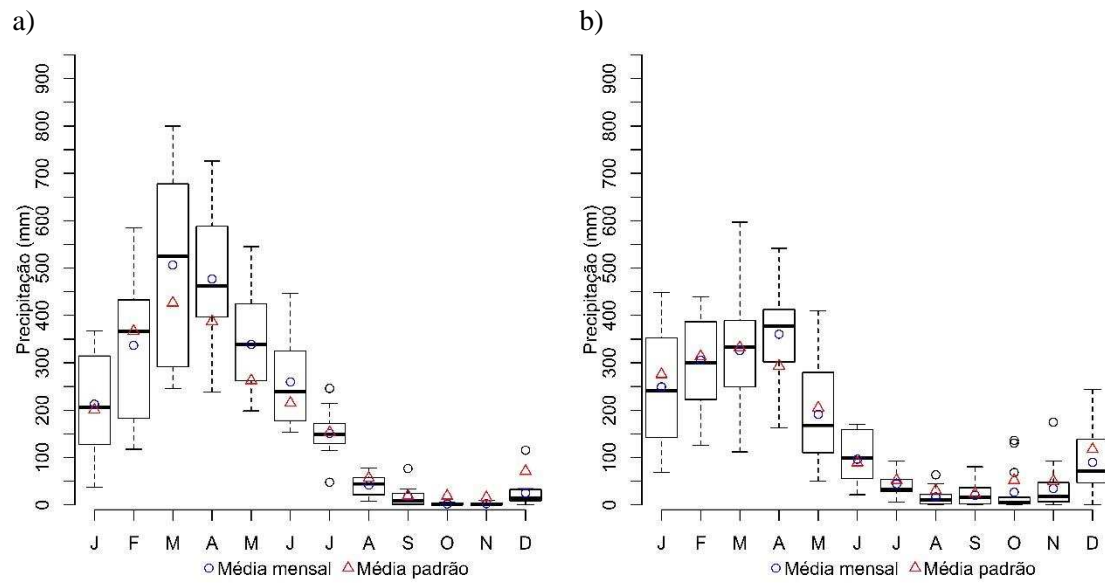 a)
b)
Precipitação (mm)
0 100 200 300 400 500 600 700 800 900
J F M A M J J A S O N D
Média mensal Média padrão
Precipitação (mm)
0 100 200 300 400 500 600 700 800 900
J F M A M J J A S O N D
Média mensal Média padrão